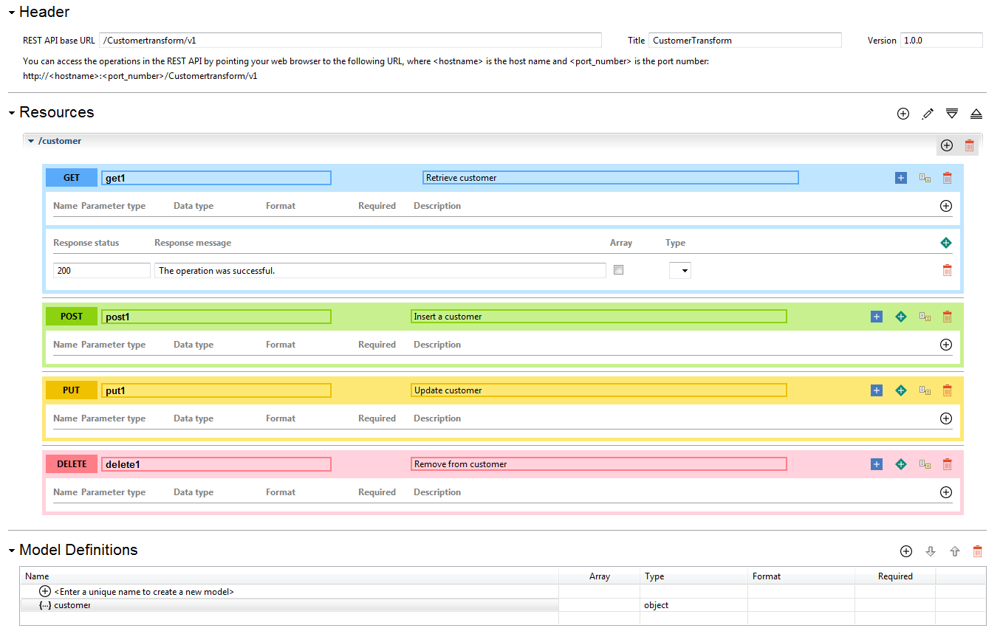 Header
REST API base URL /Customertransform/v1 Title CustomerTransform Version 1.0.0
You can access the operations in the REST API by pointing your web browser to the following URL, where <hostname> is the host name and <port_number> is the port number:
http://<hostname>:<port_number>/Customertransform/v1
Resources
/customer
GET get1 Retrieve customer
Name Parameter type Data type Format Required Description
Response status Response message Array Type
200 The operation was successful.
POST post1 Insert a customer
Name Parameter type Data type Format Required Description
PUT put1 Update customer
Name Parameter type Data type Format Required Description
DELETE delete1 Remove from customer
Name Parameter type Data type Format Required Description
Model Definitions
Name Array Type Format Required
<Enter a unique name to create a new model>
{...} customer object